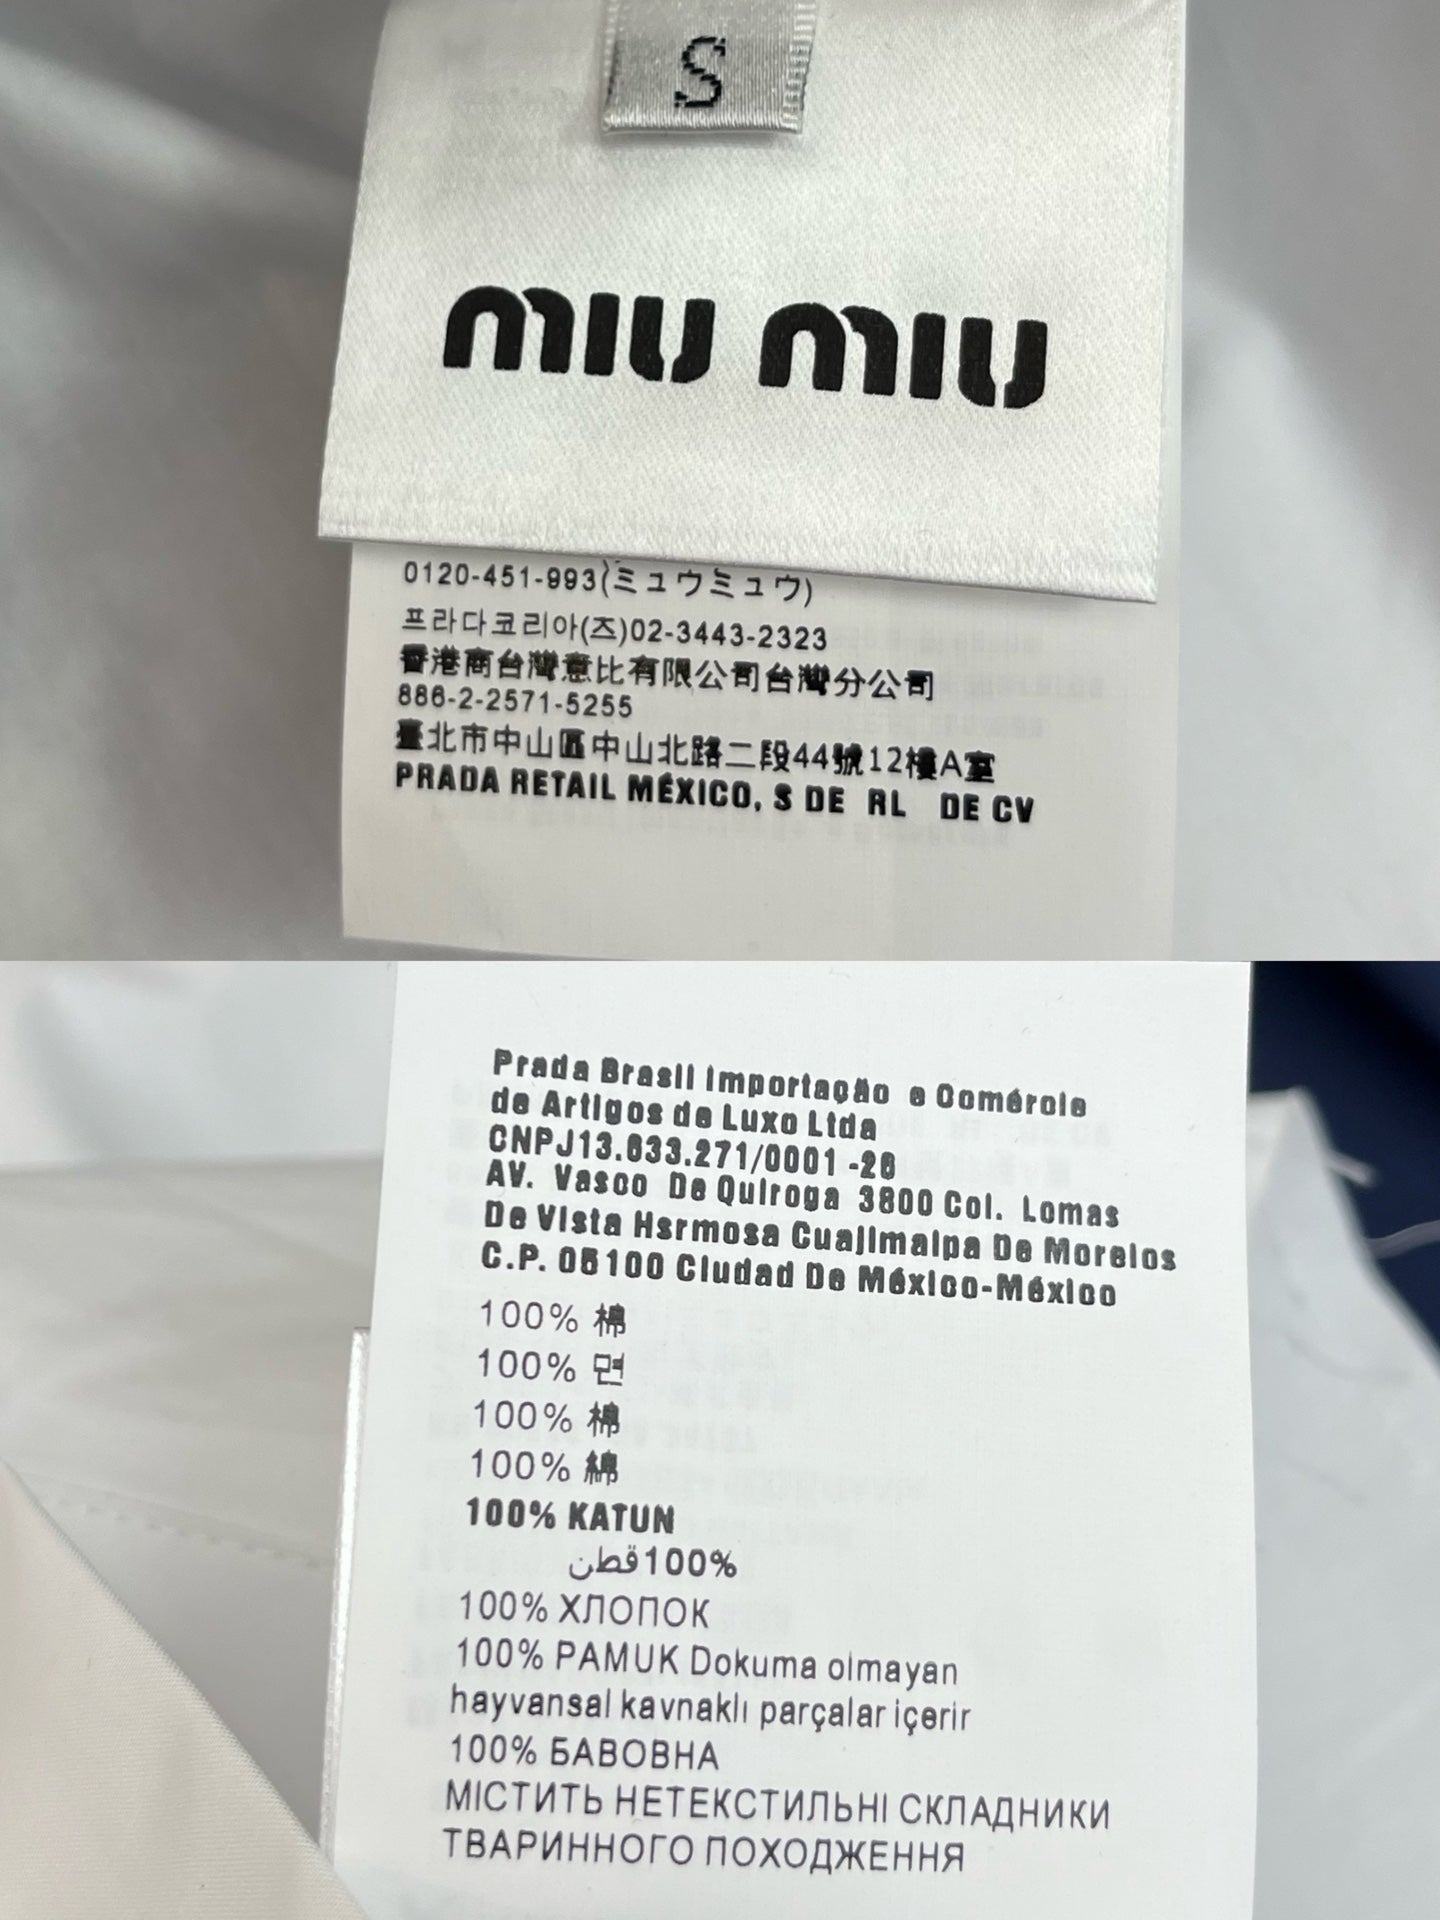 S
miu miu
0120-451-993(ミュウミュウ)
프라다코리아(즈)02-3443-2323
香港商台灣意比有限公司台灣分公司
886-2-2571-5255
臺北市中山區中山北路二段44號12樓A室
PRADA RETAIL MÉXICO, S DE RL DE CV
Prada Brasil Importação e Comérole
de Artigos de Luxo Ltda
CNPJ13.633.271/0001 -26
AV. Vasco De Quiroga 3800 Col. Lomas
De Vista Hsrmosa Cuajimalpa De Morelos
C.P. 05100 Ciudad De México-México
100% 棉
100% 면
100% 棉
100% 綿
100% KATUN
100%قطن
100% ХЛОПОК
100% PAMUK Dokuma olmayan
hayvansal kavnaklı parçalar içerir
100% БАВОВНА
МІСТИТЬ НЕТЕКСТИЛЬНІ СКЛАДНИКИ
ТВАРИННОГО ПОХОДЖЕННЯ